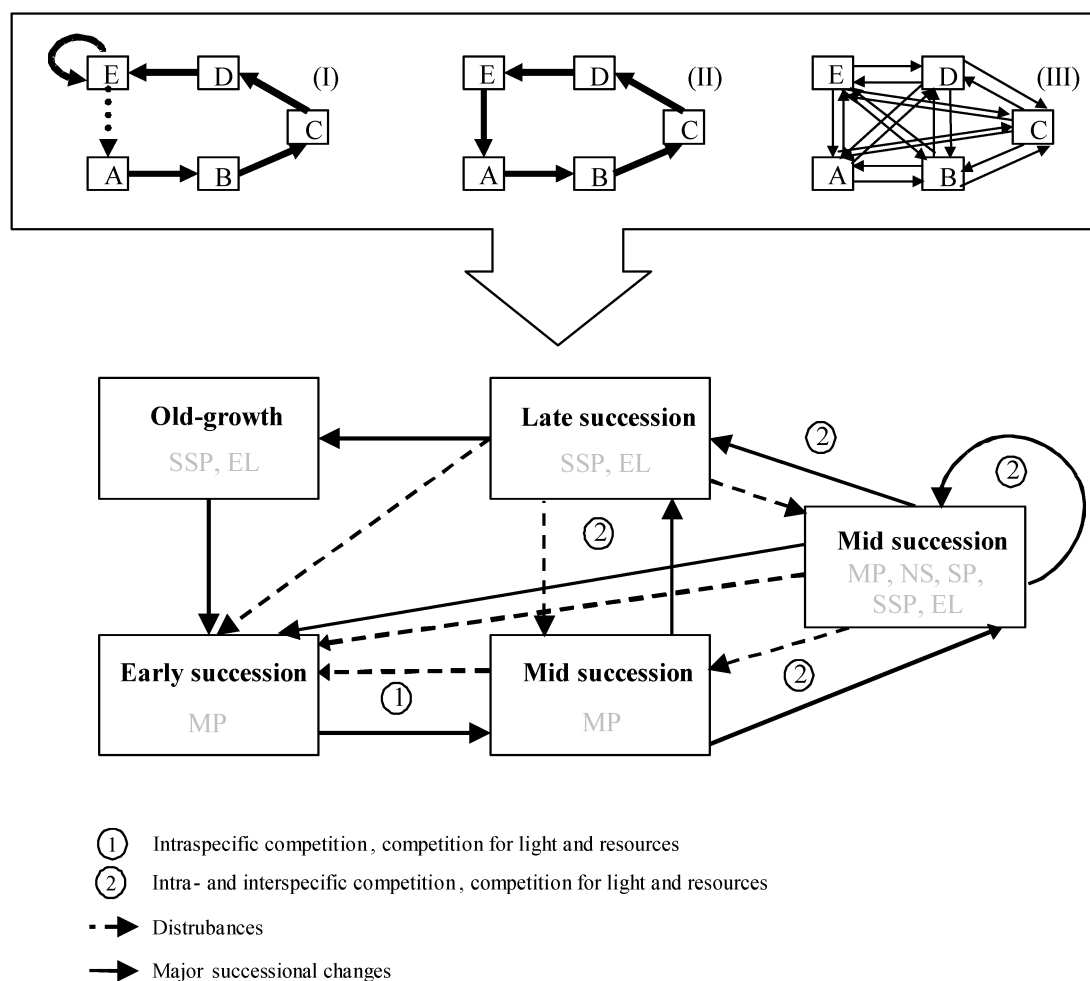 E D (I)
C
A B
E D (II)
C
A B
E D (III)
C
A B
Old-growth
SSP, EL
Late succession
SSP, EL
2
2
2
Mid succession
MP, NS, SP,
SSP, EL
Early succession
MP
1
Mid succession
MP
2
1 Intraspecific competition, competition for light and resources
2 Intra- and interspecific competition, competition for light and resources
Distrubances
Major successional changes